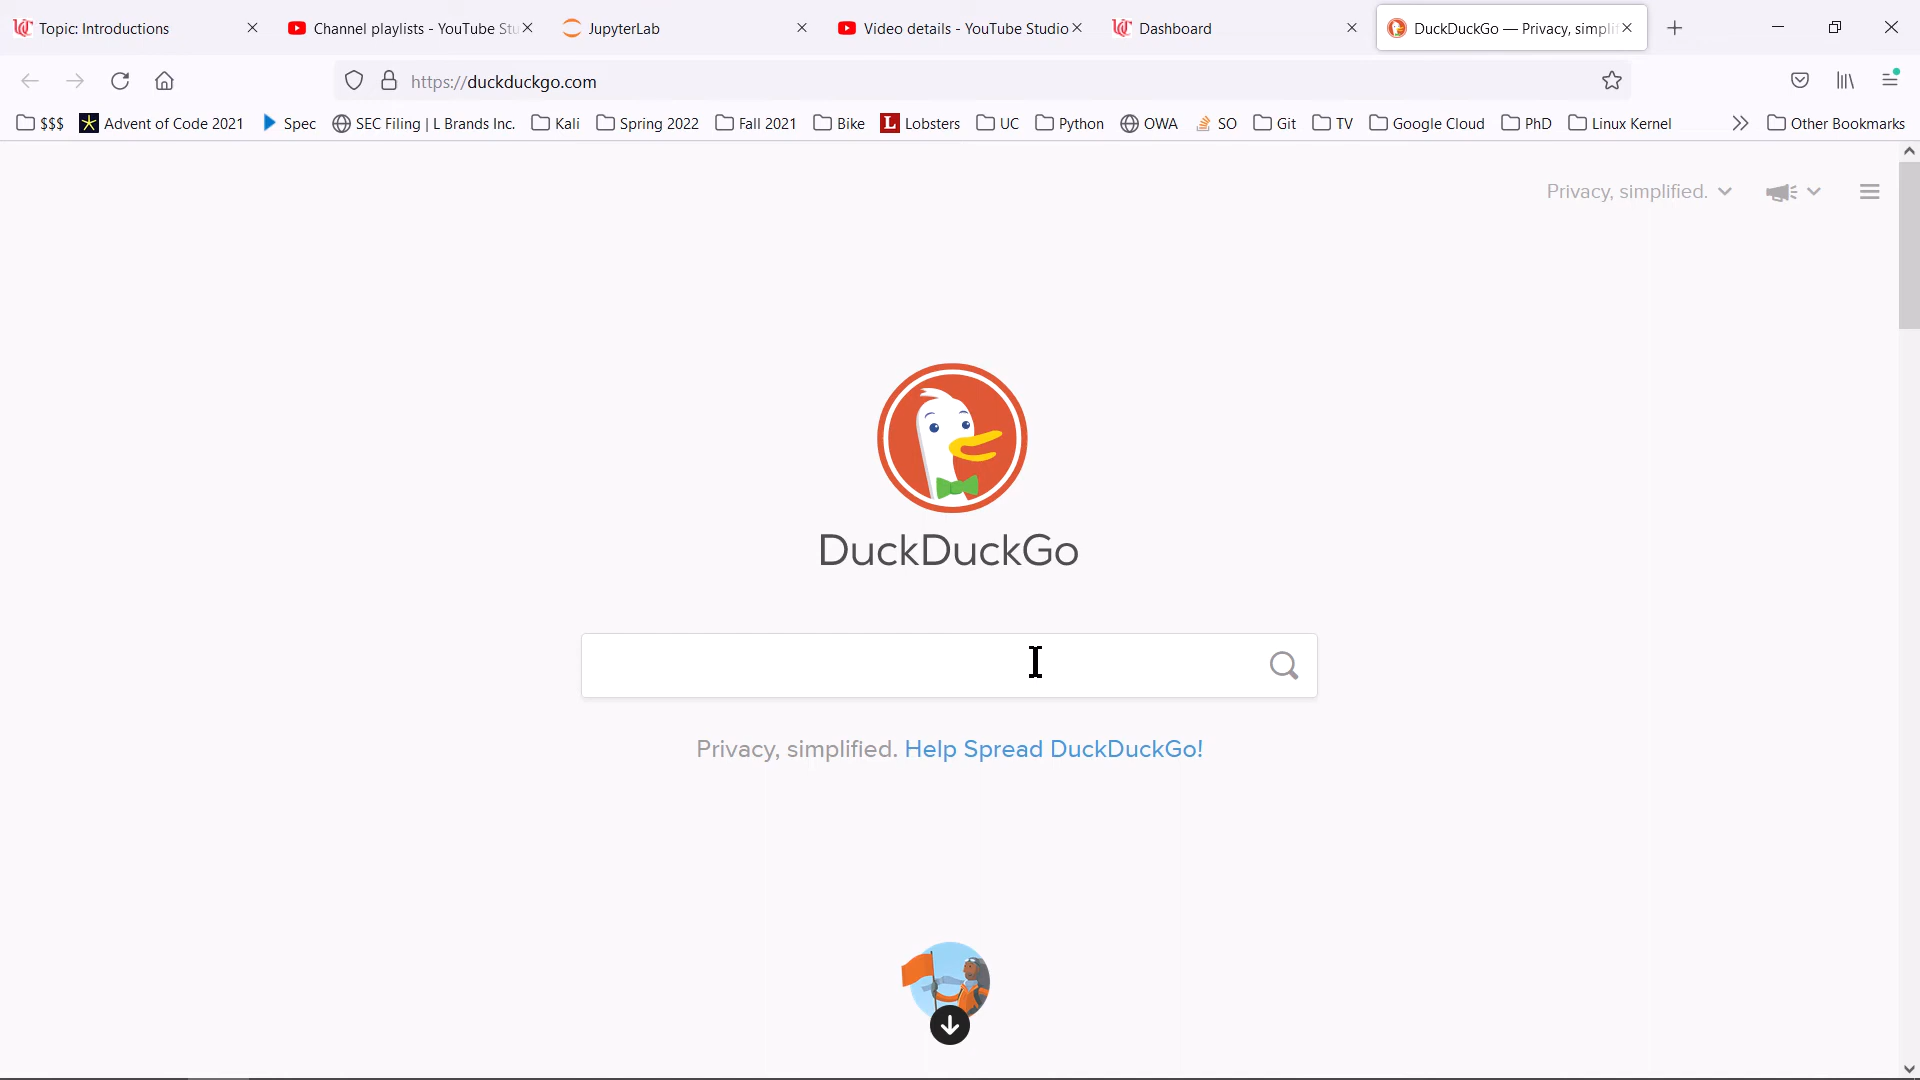 Topic: Introductions
Channel playlists - YouTube Stu
JupyterLab
Video details - YouTube Studio
Dashboard
DuckDuckGo — Privacy, simplifi
https://duckduckgo.com
$$$
Advent of Code 2021
Spec
SEC Filing | L Brands Inc.
Kali
Spring 2022
Fall 2021
Bike
L Lobsters
UC
Python
OWA
SO
Git
TV
Google Cloud
PhD
Linux Kernel
Other Bookmarks
Privacy, simplified.
DuckDuckGo
Privacy, simplified. Help Spread DuckDuckGo!